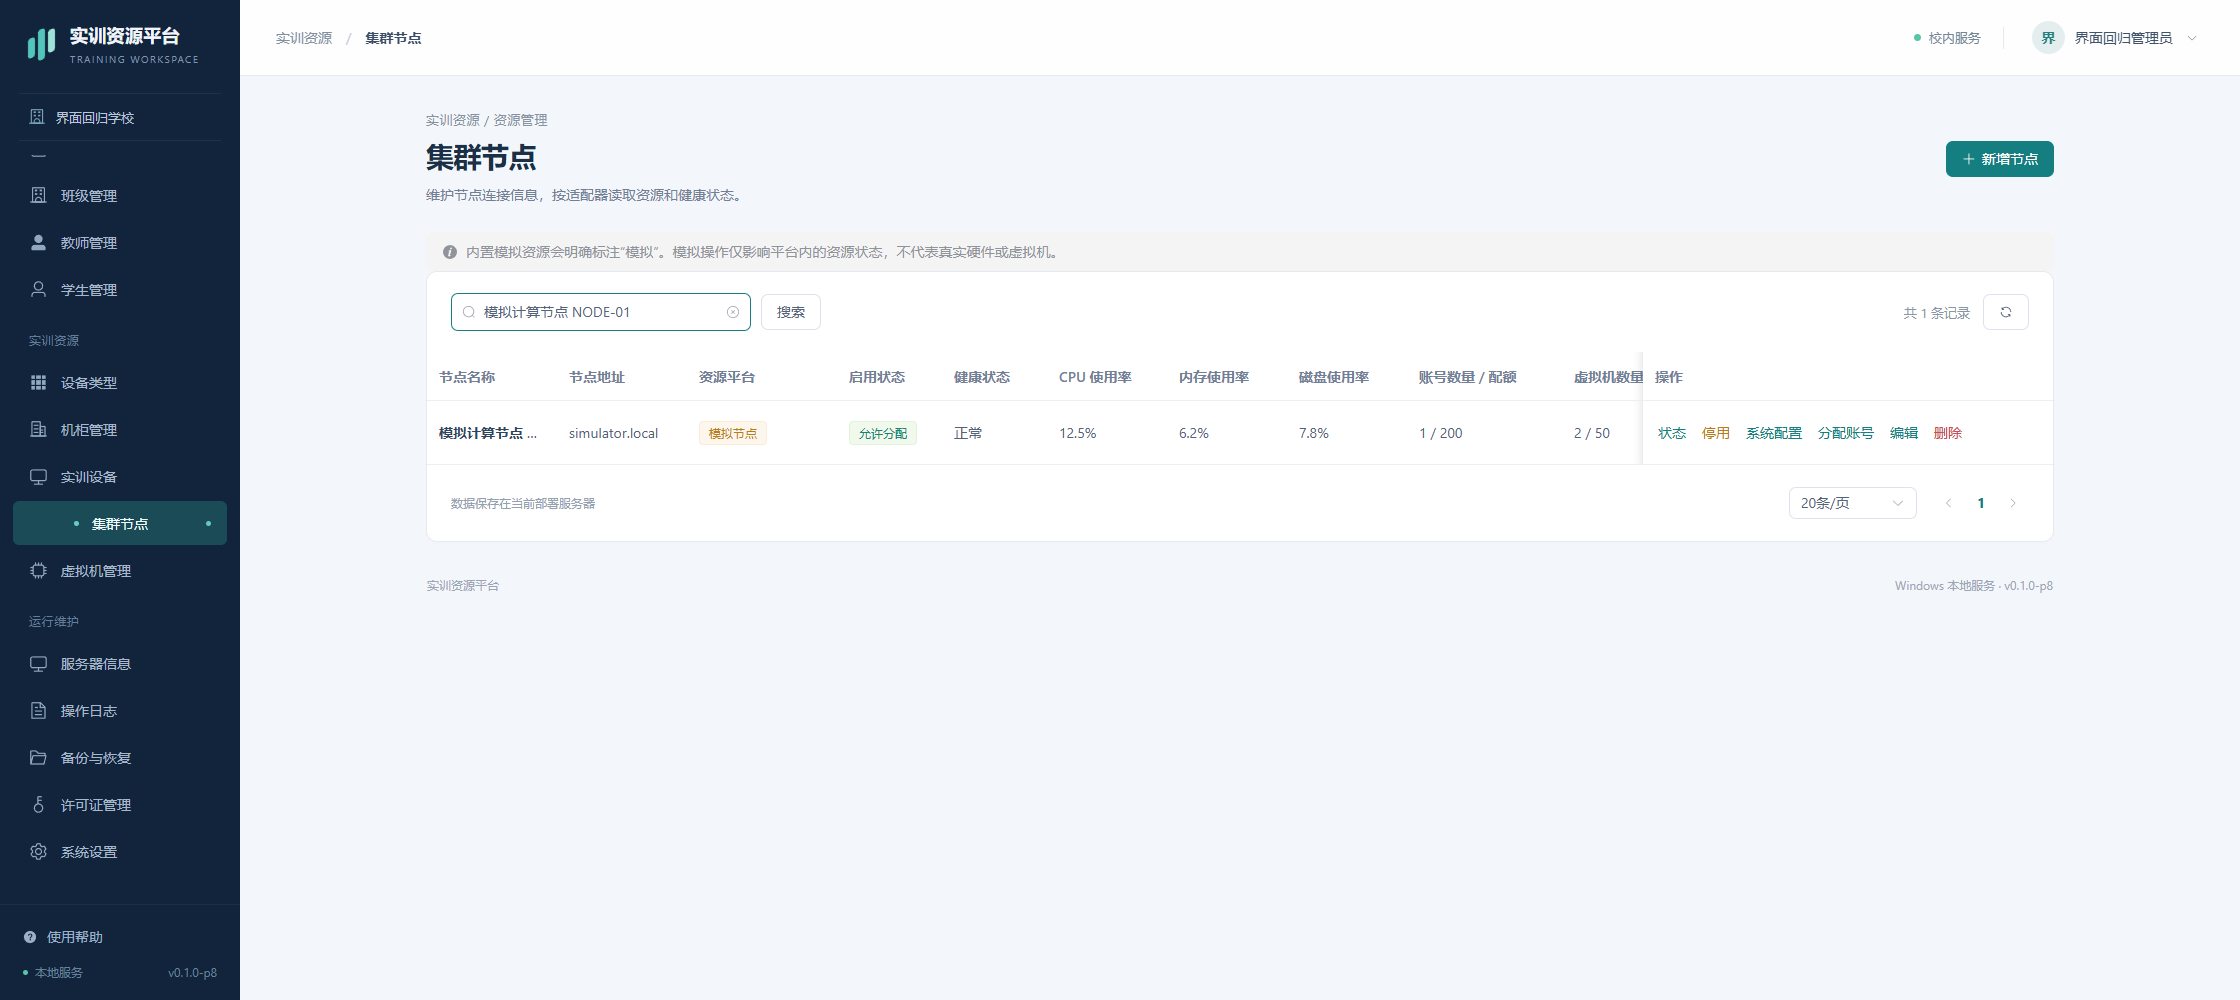 实训资源平台
TRAINING WORKSPACE
界面回归学校
班级管理
教师管理
学生管理
实训资源
设备类型
机柜管理
实训设备
集群节点
虚拟机管理
运行维护
服务器信息
操作日志
备份与恢复
许可证管理
系统设置
使用帮助
本地服务 v0.1.0-p8
实训资源 / 集群节点
校内服务 界 界面回归管理员
实训资源 / 资源管理
集群节点
维护节点连接信息，按适配器读取资源和健康状态。
+ 新增节点
内置模拟资源会明确标注“模拟”。模拟操作仅影响平台内的资源状态，不代表真实硬件或虚拟机。
模拟计算节点 NODE-01 搜索 共 1 条记录
节点名称 节点地址 资源平台 启用状态 健康状态 CPU 使用率 内存使用率 磁盘使用率 账号数量 / 配额 虚拟机数量 操作
模拟计算节点 ... simulator.local 模拟节点 允许分配 正常 12.5% 6.2% 7.8% 1 / 200 2 / 50 状态 停用 系统配置 分配账号 编辑 删除
数据保存在当前部署服务器 20条/页 1
实训资源平台 Windows 本地服务 · v0.1.0-p8